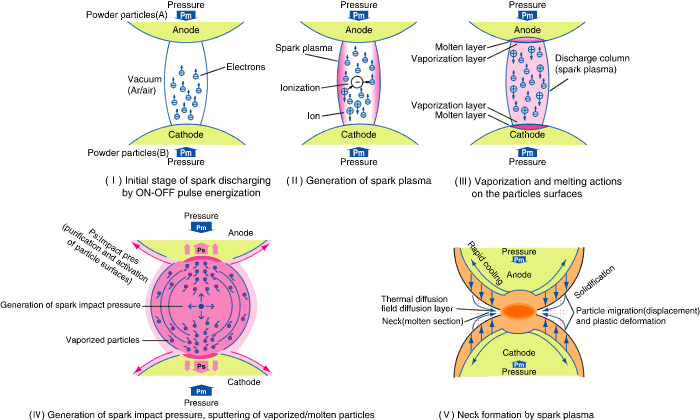 Pressure
Powder particles(A)
Pm
Anode
Electrons
Vacuum
(Ar/air)
Cathode
Powder particles(B)
Pm
Pressure
( I ) Initial stage of spark discharging
by ON-OFF pulse energization
Pressure
Pm
Anode
Spark plasma
Ionization
Ion
Cathode
Pm
Pressure
( II ) Generation of spark plasma
Pressure
Pm
Anode
Molten layer
Vaporization layer
Discharge column
(spark plasma)
Vaporization layer
Molten layer
Cathode
Pm
Pressure
(III) Vaporization and melting actions
on the particles surfaces
Pressure
Pm
Anode
Ps
Ps:Impact pres
(purification and activation
of particle surfaces)
Generation of spark impact pressure
Vaporized particles
Ps
Cathode
Pm
Pressure
(IV) Generation of spark impact pressure, sputtering of vaporized/molten particles
Pressure
Pm
Anode
Rapid cooling
Solidification
Thermal diffusion
field diffusion layer
Neck(molten section)
Particle migration(displacement)
and plastic deformation
Cathode
Pm
Pressure
( V ) Neck formation by spark plasma